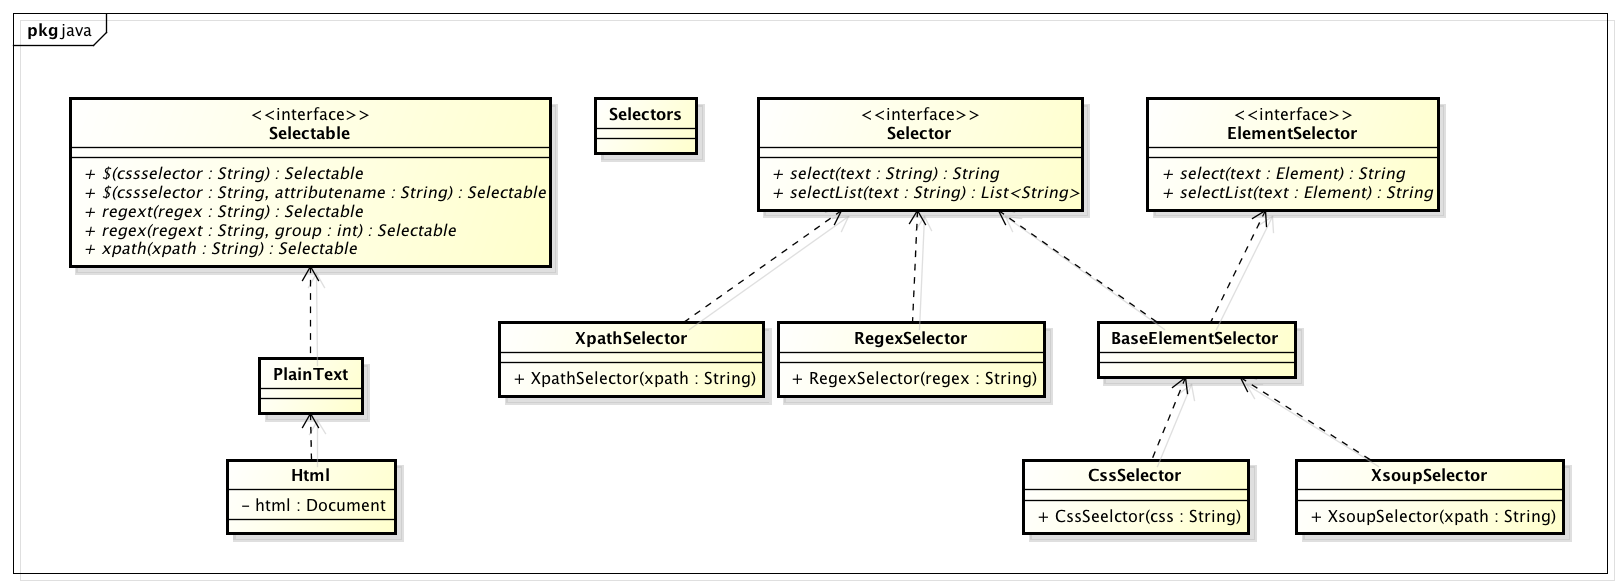 pkg java
<<interface>>
Selectable
+ $(cssselector : String) : Selectable
+ $(cssselector : String, attributename : String) : Selectable
+ regext(regex : String) : Selectable
+ regex(regext : String, group : int) : Selectable
+ xpath(xpath : String) : Selectable
Selectors
<<interface>>
Selector
+ select(text : String) : String
+ selectList(text : String) : List<String>
<<interface>>
ElementSelector
+ select(text : Element) : String
+ selectList(text : Element) : String
PlainText
Html
- html : Document
XpathSelector
+ XpathSelector(xpath : String)
RegexSelector
+ RegexSelector(regex : String)
BaseElementSelector
CssSelector
+ CssSeelctor(css : String)
XsoupSelector
+ XsoupSelector(xpath : String)